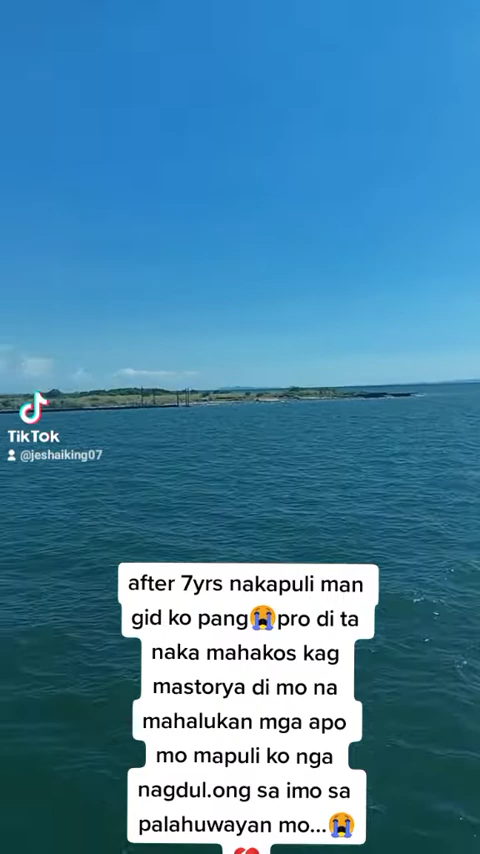 TikTok
@jeshaiking07
after 7yrs nakapuli man
gid ko pang😭pro di ta
naka mahakos kag
mastorya di mo na
mahalukan mga apo
mo mapuli ko nga
nagdul.ong sa imo sa
palahuwayan mo...😭
💔